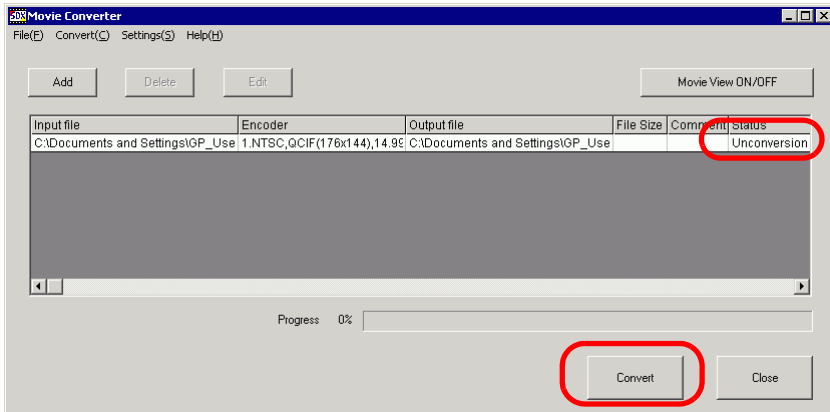 SDX Movie Converter
File(F) Convert(C) Settings(S) Help(H)
Add Delete Edit Movie View ON/OFF
Input file Encoder Output file File Size Comment Status
C:\Documents and Settings\GP_Use 1.NTSC,QCIF(176x144),14.99 C:\Documents and Settings\GP_Use Unconversion
Progress 0%
Convert Close